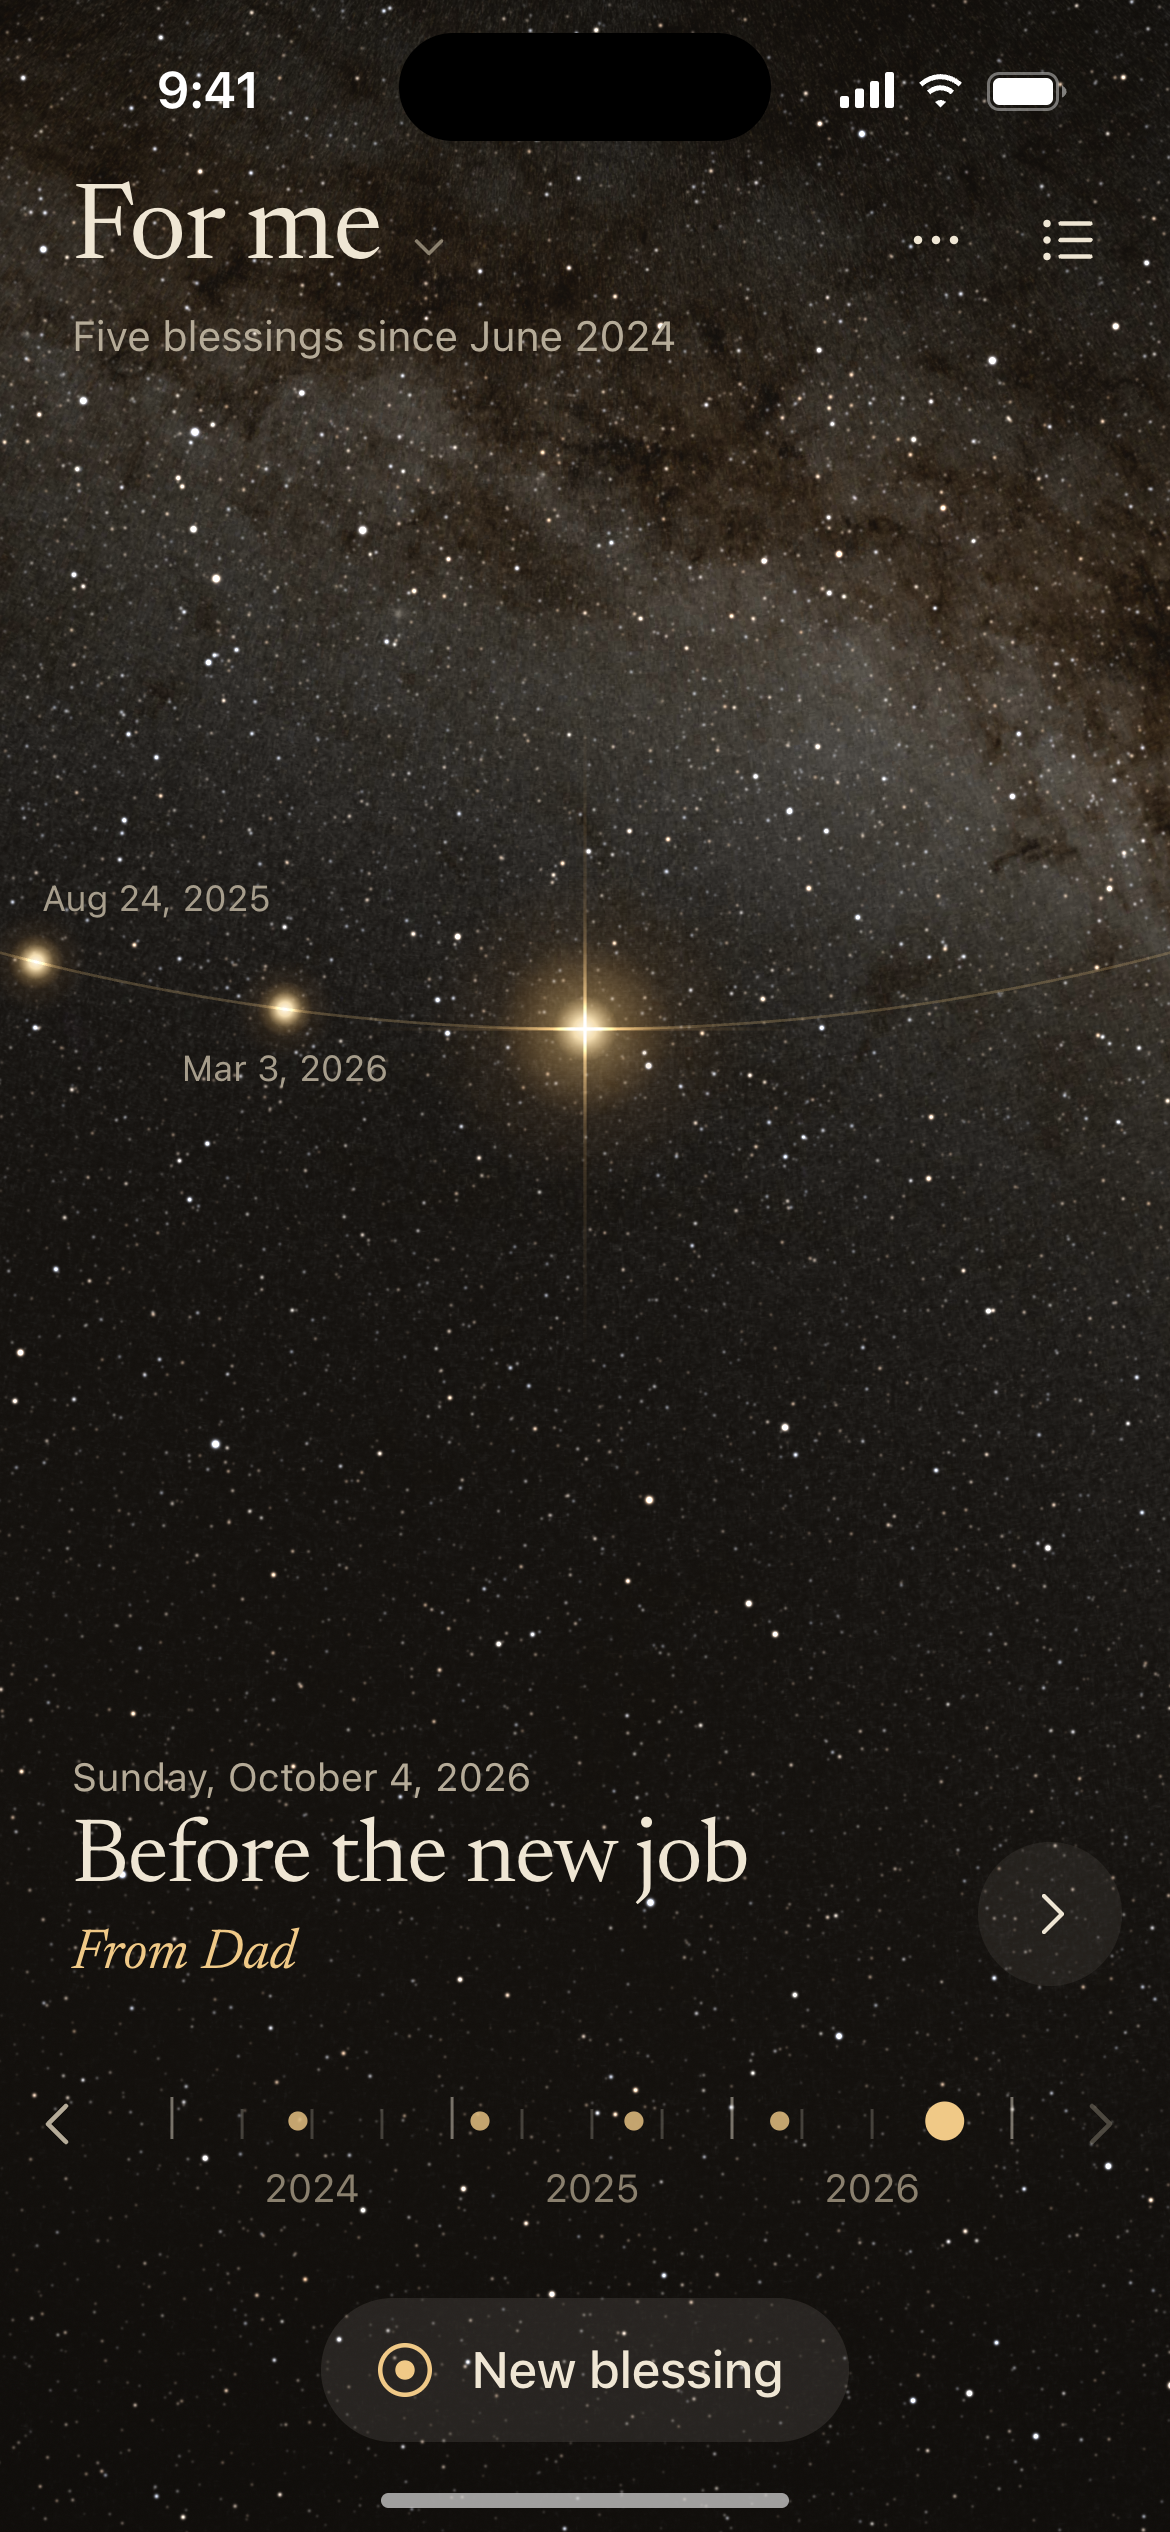 9:41
For me
Five blessings since June 2024
Aug 24, 2025
Mar 3, 2026
Sunday, October 4, 2026
Before the new job
From Dad
2024
2025
2026
New blessing